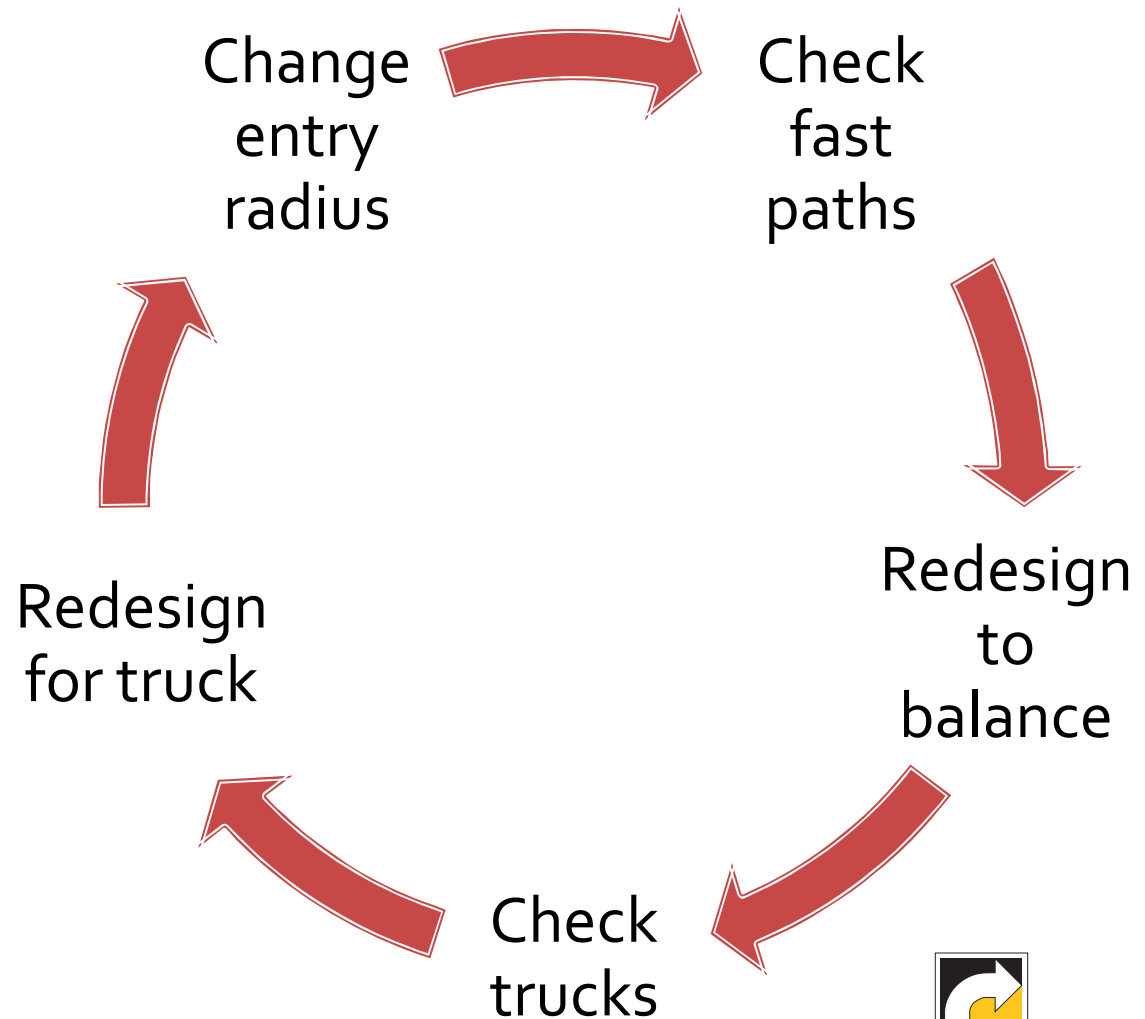 Change
entry
radius
Check
fast
paths
Redesign
to
balance
Check
trucks
Redesign
for truck